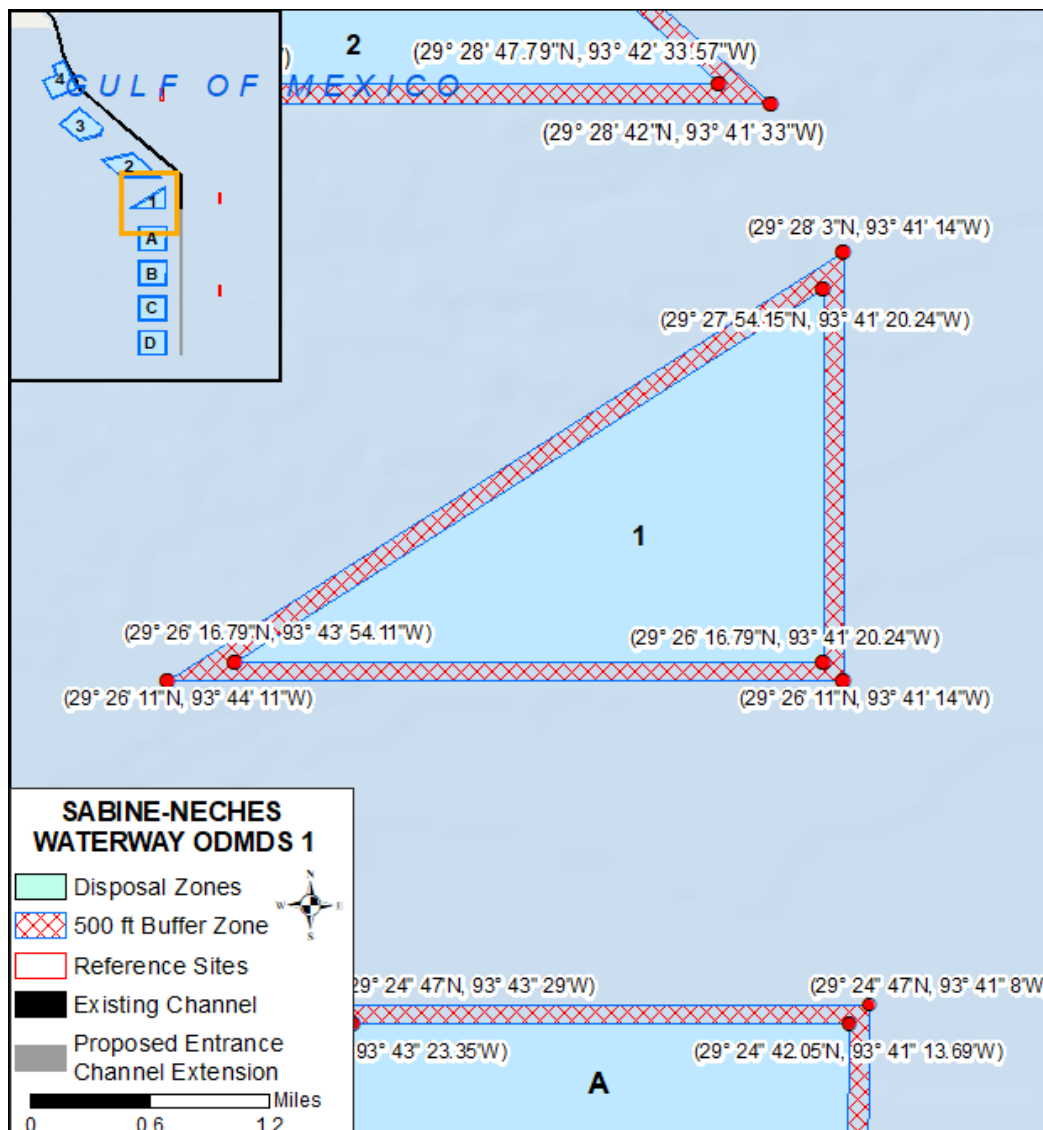 2
(29° 28' 47.79"N, 93° 42' 33.57"W)
GULF OF MEXICO
4
3
2
1
A
B
C
D
(29° 28' 42"N, 93° 41' 33"W)
(29° 28' 3"N, 93° 41' 14"W)
(29° 27' 54.15"N, 93° 41' 20.24"W)
1
(29° 26' 16.79"N, 93° 43' 54.11"W)
(29° 26' 16.79"N, 93° 41' 20.24"W)
(29° 26' 11"N, 93° 44' 11"W)
(29° 26' 11"N, 93° 41' 14"W)
SABINE-NECHES
WATERWAY ODMDS 1
Disposal Zones
N
W E
S
500 ft Buffer Zone
Reference Sites
Existing Channel
Proposed Entrance
Channel Extension
Miles
0 0.6 1.2
29° 24" 47N, 93° 43" 29'W)
(29° 24" 47N, 93° 41" 8'W
93° 43" 23.35'W)
(29° 24" 42.05'N, 93° 41" 13.69'W)
A